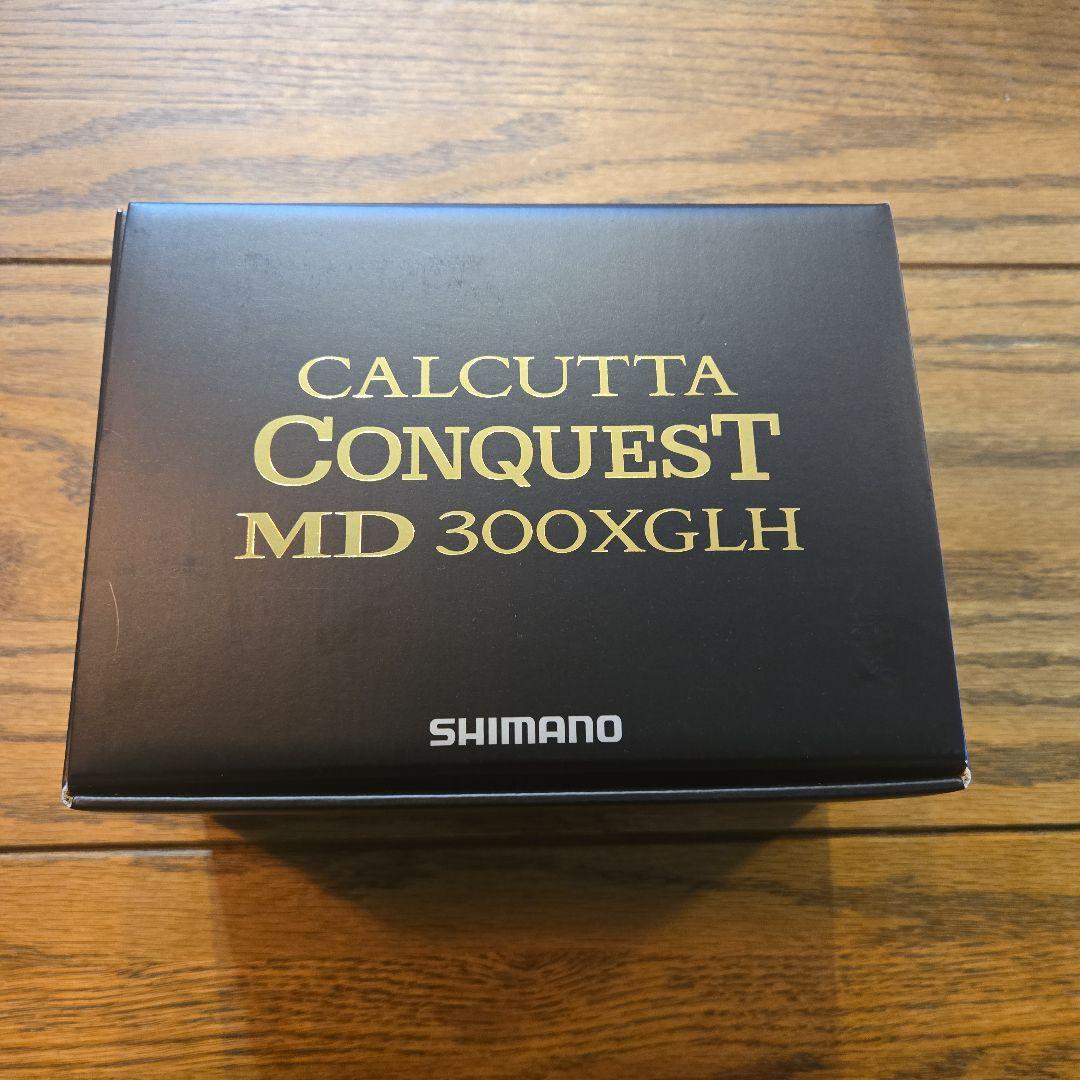 CALCUTTA
CONQUEST
MD 300XGLH
SHIMANO